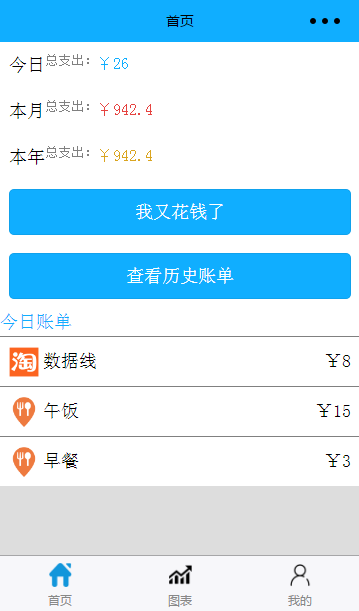 首页
今日总支出：￥26
本月总支出：￥942.4
本年总支出：￥942.4
我又花钱了
查看历史账单
今日账单
淘 数据线 ￥8
午饭 ￥15
早餐 ￥3
首页 图表 我的